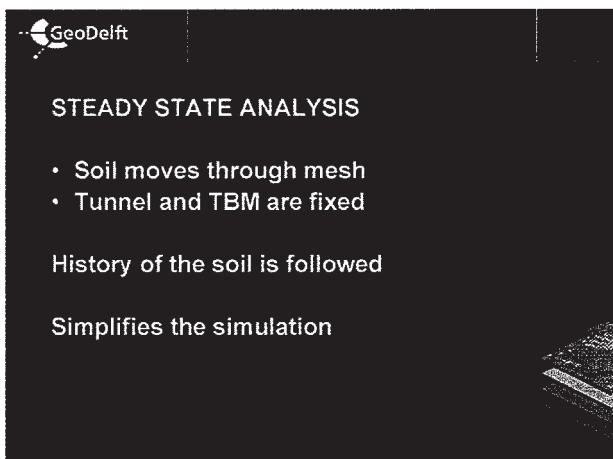 GeoDelft
STEADY STATE ANALYSIS
• Soil moves through mesh
• Tunnel and TBM are fixed
History of the soil is followed
Simplifies the simulation